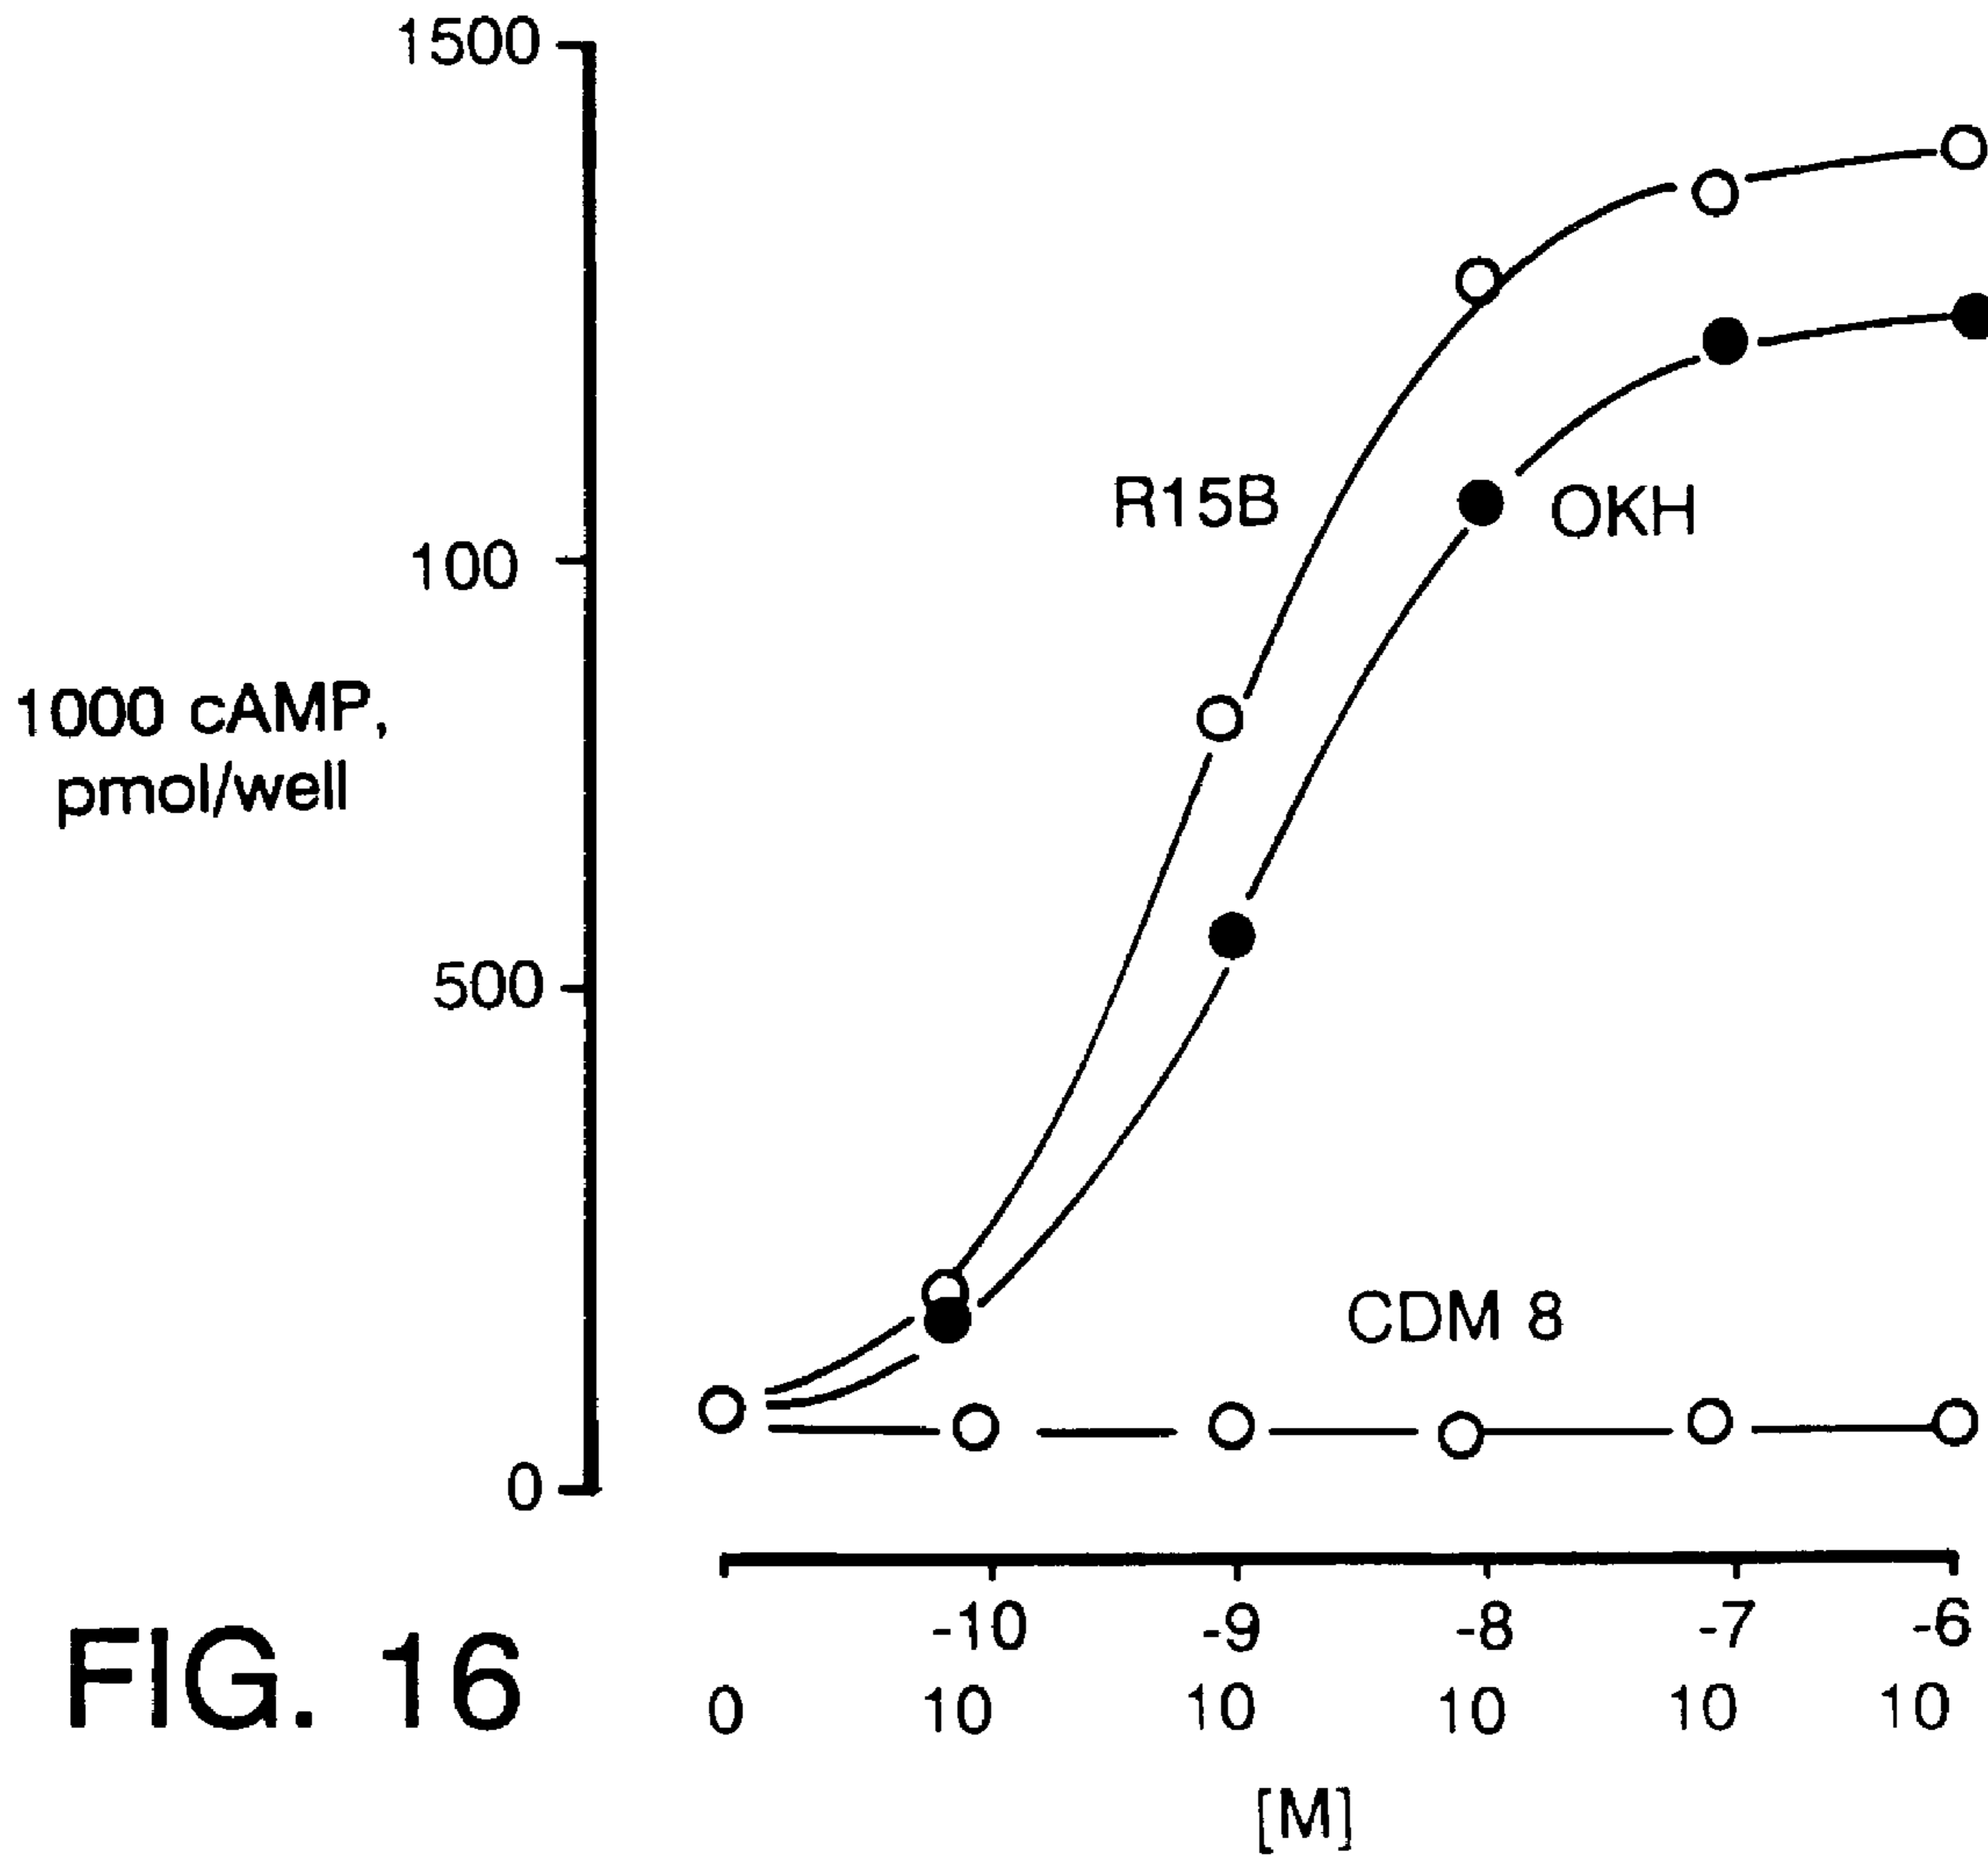 1500
R15B
OKH
100
1000 cAMP,
pmol/well
500
CDM 8
0
-10 -9 -8 -7 -6
0 10 10 10 10 10
FIG. 16
[M]